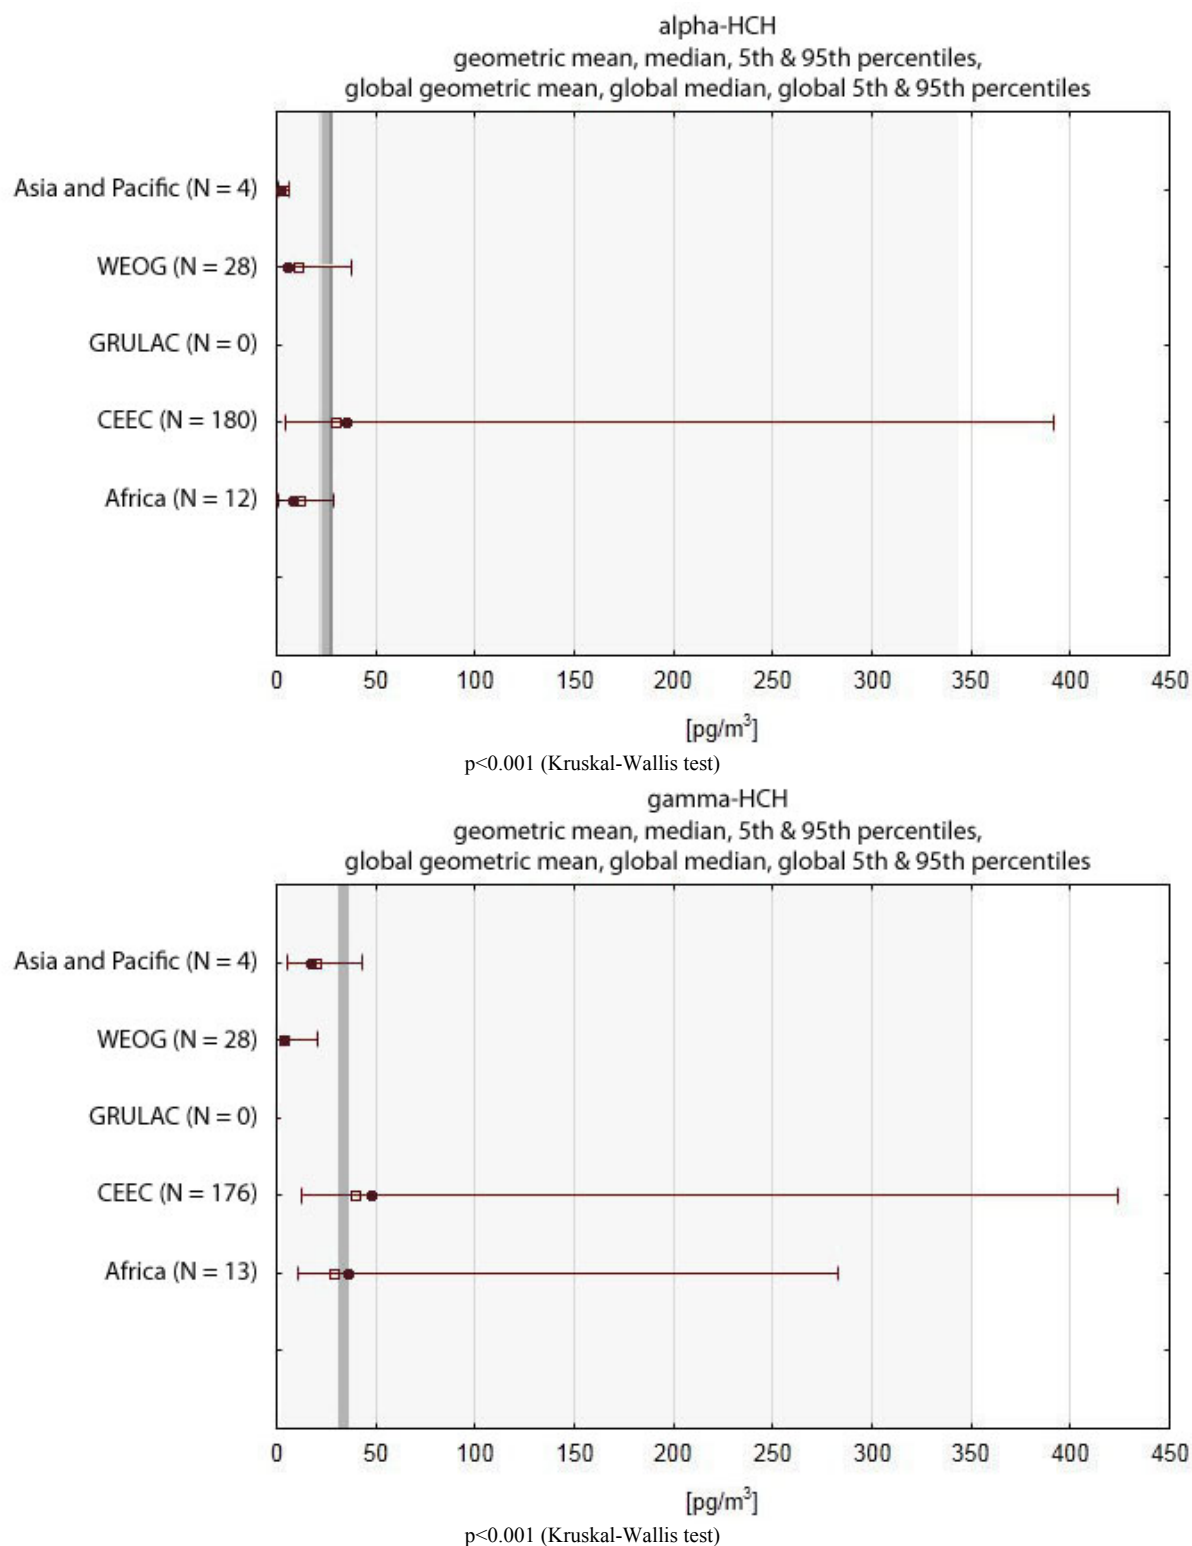 alpha-HCH
geometric mean, median, 5th & 95th percentiles,
global geometric mean, global median, global 5th & 95th percentiles
Asia and Pacific (N = 4)
WEOG (N = 28)
GRULAC (N = 0)
CEEC (N = 180)
Africa (N = 12)
0 50 100 150 200 250 300 350 400 450
[pg/m³]
p<0.001 (Kruskal-Wallis test)
gamma-HCH
geometric mean, median, 5th & 95th percentiles,
global geometric mean, global median, global 5th & 95th percentiles
Asia and Pacific (N = 4)
WEOG (N = 28)
GRULAC (N = 0)
CEEC (N = 176)
Africa (N = 13)
0 50 100 150 200 250 300 350 400 450
[pg/m³]
p<0.001 (Kruskal-Wallis test)